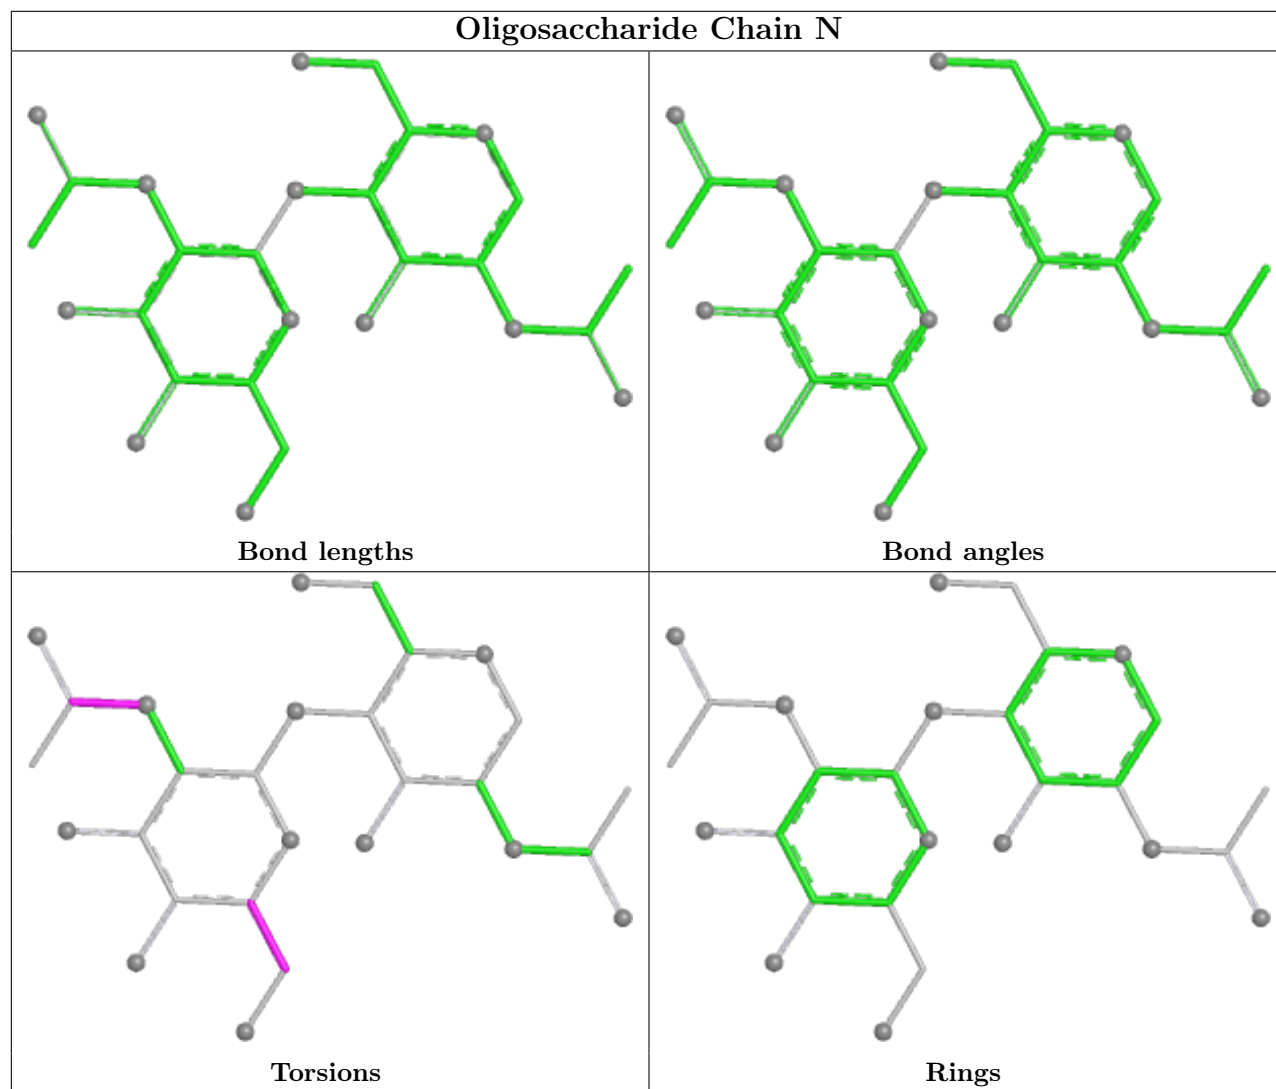 Oligosaccharide Chain N
Bond lengths
Bond angles
Torsions
Rings